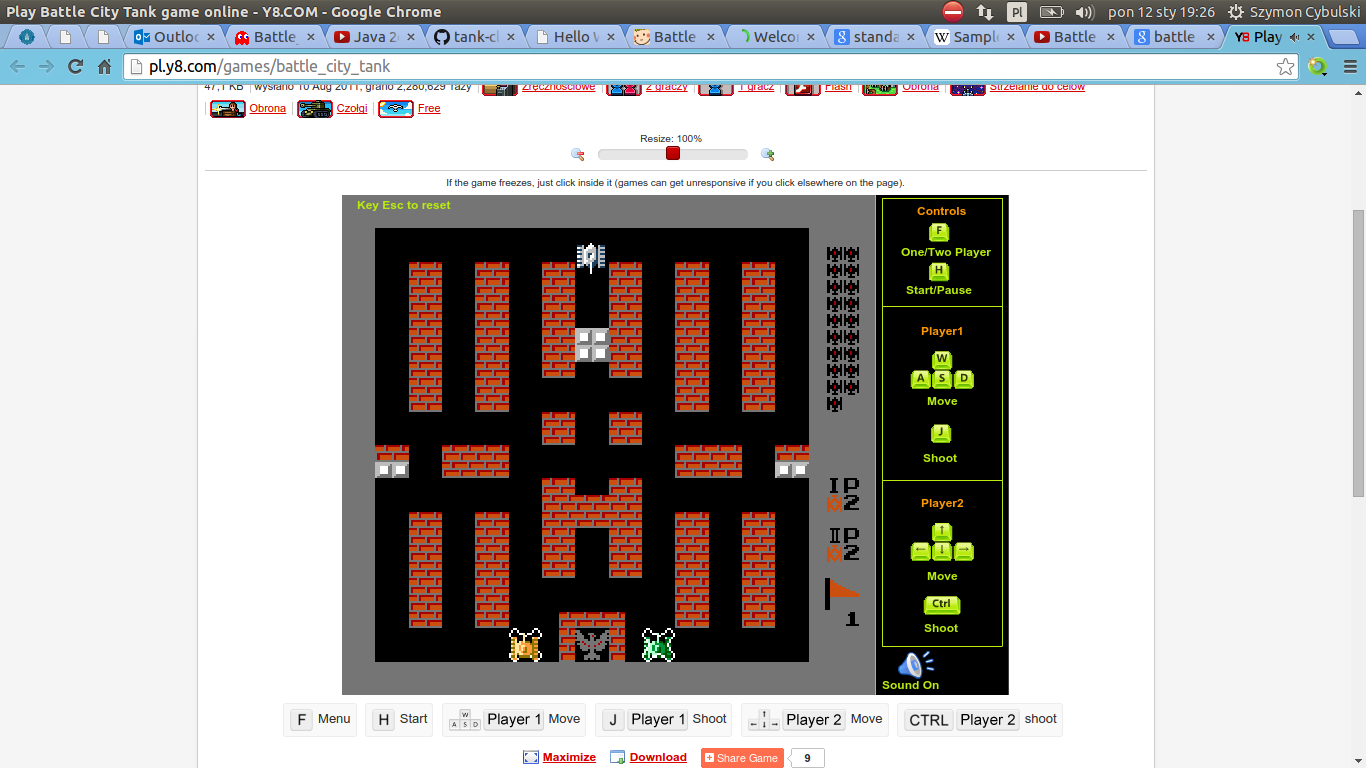 Play Battle City Tank game online - Y8.COM - Google Chrome
Pl
pon 12 sty 19:26
Szymon Cybulski
Outloo
Battle_
Java 2
tank-cl
Hello W
Battle
Welcor
standa
Sample
Battle
battle
Y8 Play
pl.y8.com/games/battle_city_tank
47,1 KB
Wysłano 10 Aug 2011, grano 2,280,629 razy
Zręcznościowe
2 graczy
1 gracz
Flash
Obrona
Strzelanie do celów
Obrona
Czołgi
Free
Resize: 100%
If the game freezes, just click inside it (games can get unresponsive if you click elsewhere on the page).
Key Esc to reset
I P
2
II P
2
1
Controls
F
One/Two Player
H
Start/Pause
Player1
W
A S D
Move
J
Shoot
Player2
↑
← ↓ →
Move
Ctrl
Shoot
Sound On
F Menu
H Start
W A S D Player 1 Move
J Player 1 Shoot
↑ ← ↓ → Player 2 Move
CTRL Player 2 shoot
Maximize
Download
Share Game
9